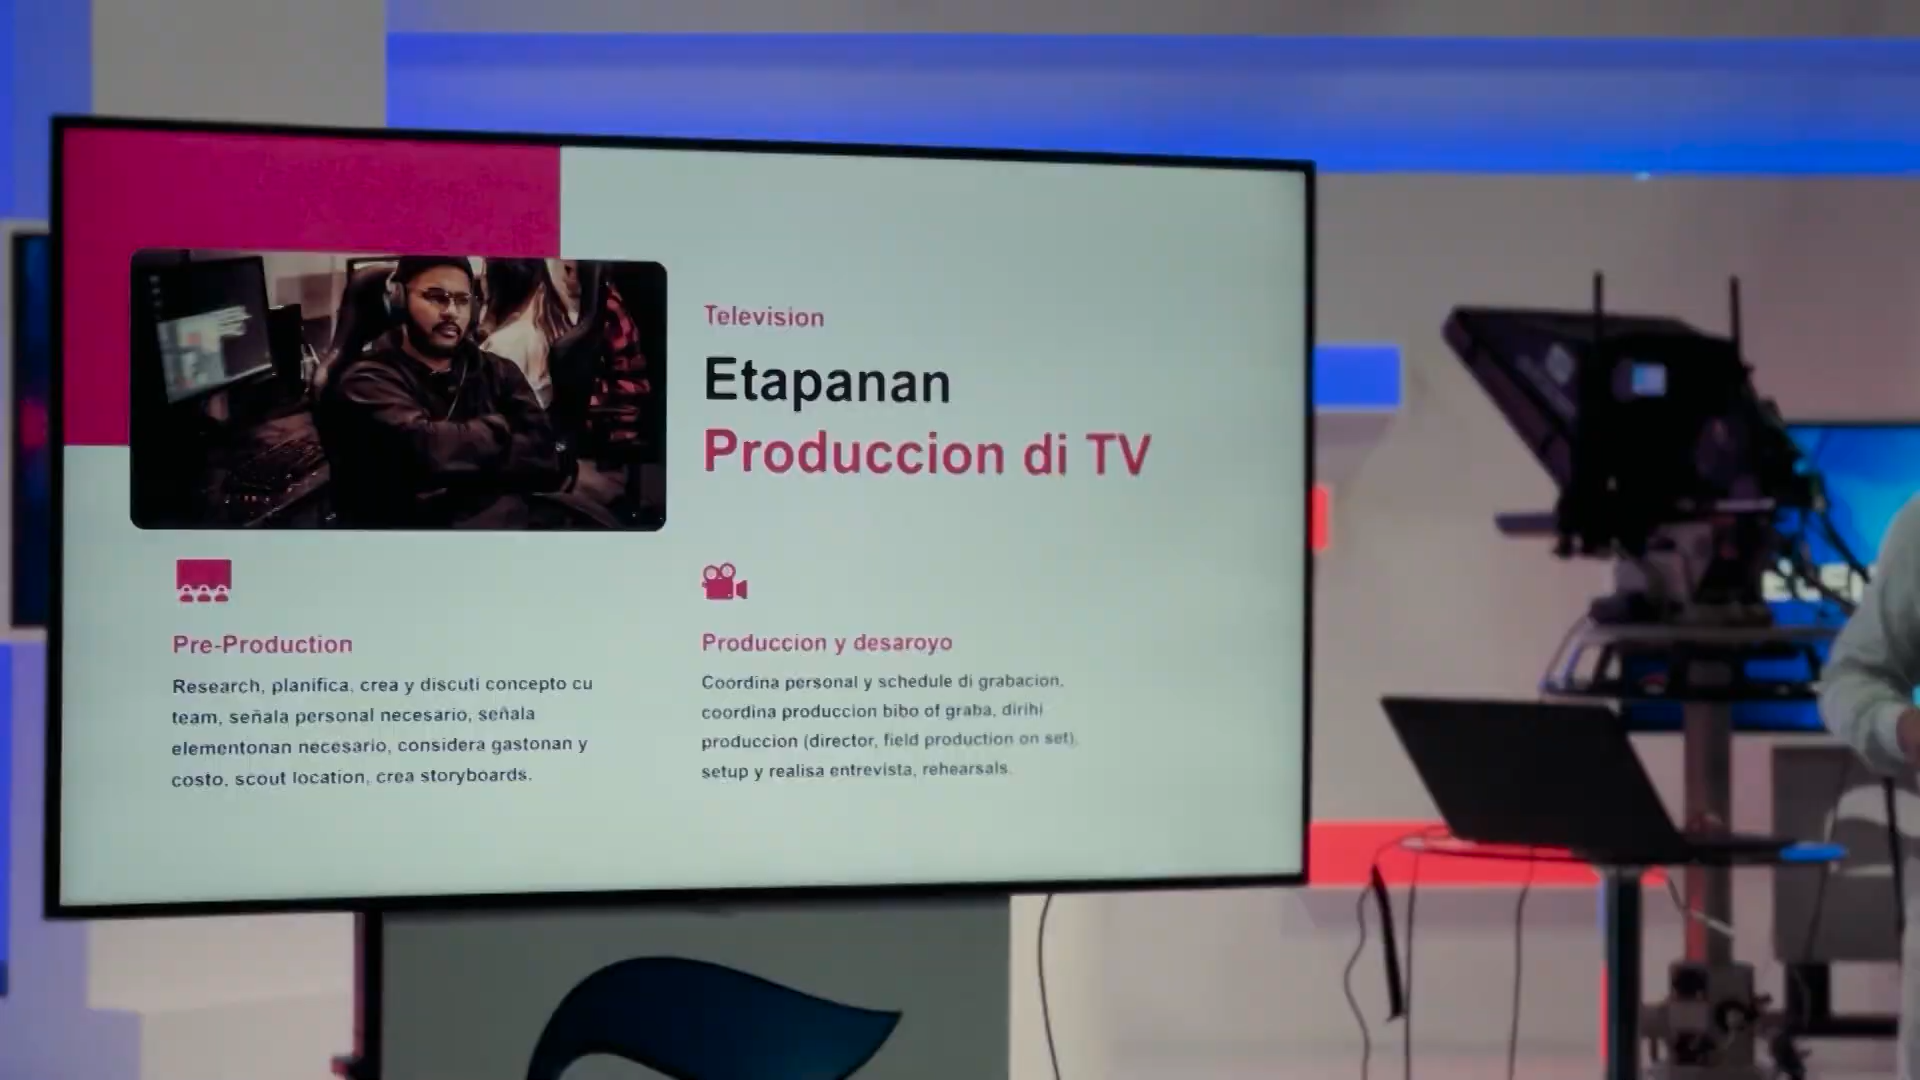 Television
Etapanan
Produccion di TV
Pre-Production
Research, planifica, crea y discuti concepto cu
team, señala personal necesario, señala
elementonan necesario, considera gastonan y
costo, scout location, crea storyboards.
Produccion y desaroyo
Coordina personal y schedule di grabacion,
coordina produccion bibo of graba, dirihi
produccion (director, field production on set),
setup y realisa entrevista, rehearsals.